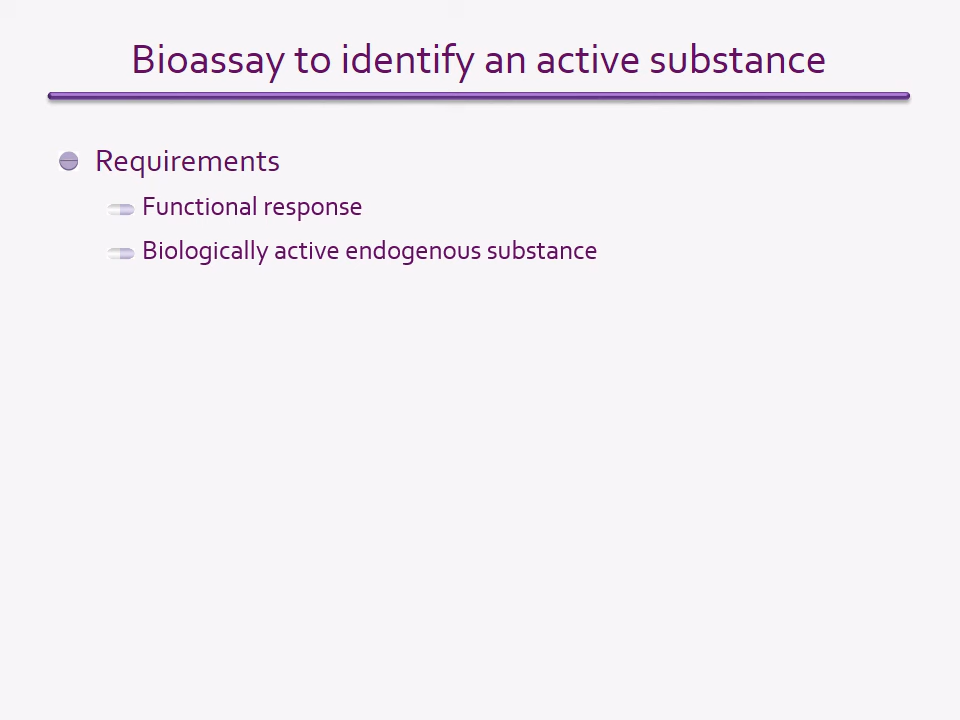 Bioassay to identify an active substance
Requirements
Functional response
Biologically active endogenous substance